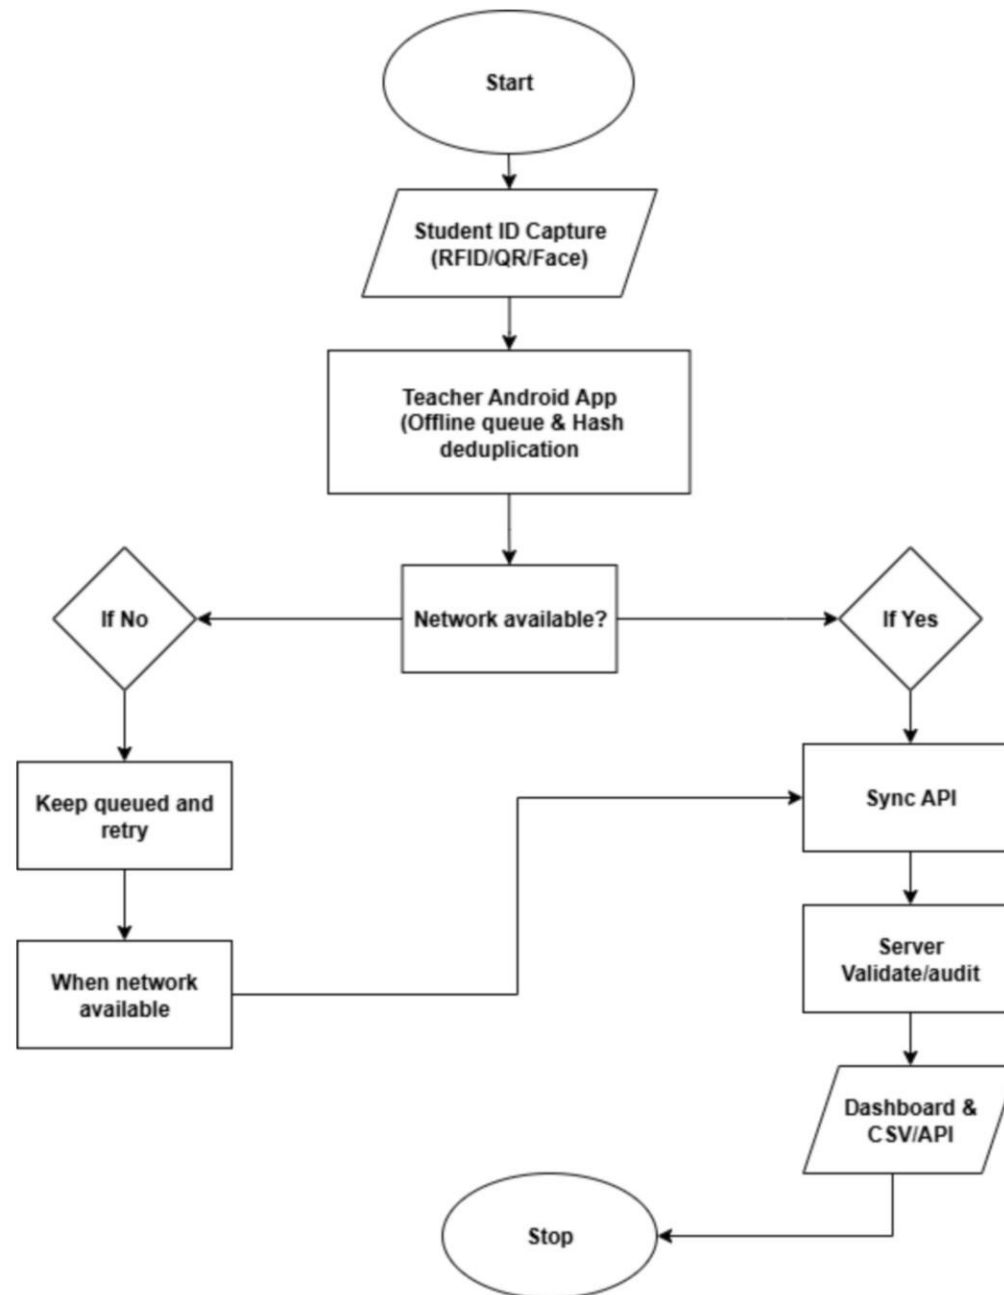 Start
Student ID Capture
(RFID/QR/Face)
Teacher Android App
(Offline queue & Hash
deduplication
If No
Network available?
If Yes
Keep queued and
retry
Sync API
When network
available
Server
Validate/audit
Dashboard &
CSV/API
Stop